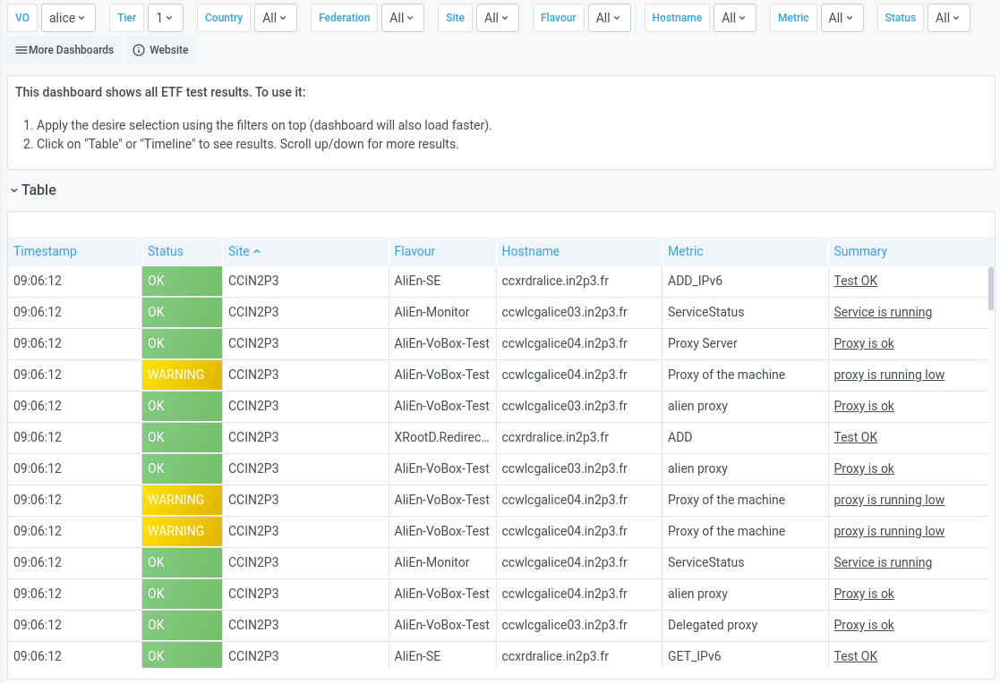 VO alice Tier 1 Country All Federation All Site All Flavour All Hostname All Metric All Status All
More Dashboards Website
This dashboard shows all ETF test results. To use it:
1. Apply the desire selection using the filters on top (dashboard will also load faster).
2. Click on "Table" or "Timeline" to see results. Scroll up/down for more results.
Table
Timestamp Status Site Flavour Hostname Metric Summary
09:06:12 OK CCIN2P3 AliEn-SE ccxrdralice.in2p3.fr ADD_IPv6 Test OK
09:06:12 OK CCIN2P3 AliEn-Monitor ccwlcgalice03.in2p3.fr ServiceStatus Service is running
09:06:12 OK CCIN2P3 AliEn-VoBox-Test ccwlcgalice04.in2p3.fr Proxy Server Proxy is ok
09:06:12 WARNING CCIN2P3 AliEn-VoBox-Test ccwlcgalice04.in2p3.fr Proxy of the machine proxy is running low
09:06:12 OK CCIN2P3 AliEn-VoBox-Test ccwlcgalice03.in2p3.fr alien proxy Proxy is ok
09:06:12 OK CCIN2P3 XRootD.Redirec... ccxrdralice.in2p3.fr ADD Test OK
09:06:12 OK CCIN2P3 AliEn-VoBox-Test ccwlcgalice03.in2p3.fr alien proxy Proxy is ok
09:06:12 WARNING CCIN2P3 AliEn-VoBox-Test ccwlcgalice04.in2p3.fr Proxy of the machine proxy is running low
09:06:12 WARNING CCIN2P3 AliEn-VoBox-Test ccwlcgalice04.in2p3.fr Proxy of the machine proxy is running low
09:06:12 OK CCIN2P3 AliEn-Monitor ccwlcgalice04.in2p3.fr ServiceStatus Service is running
09:06:12 OK CCIN2P3 AliEn-VoBox-Test ccwlcgalice04.in2p3.fr alien proxy Proxy is ok
09:06:12 OK CCIN2P3 AliEn-VoBox-Test ccwlcgalice03.in2p3.fr Delegated proxy Proxy is ok
09:06:12 OK CCIN2P3 AliEn-SE ccxrdralice.in2p3.fr GET_IPv6 Test OK